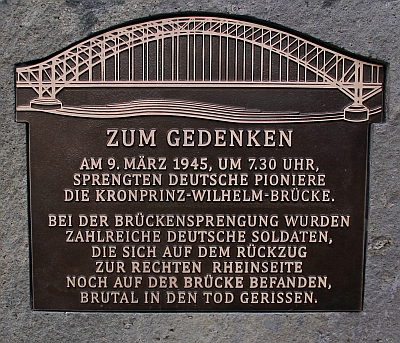 ZUM GEDENKEN
AM 9. MÄRZ 1945, UM 7.30 UHR,
SPRENGTEN DEUTSCHE PIONIERE
DIE KRONPRINZ-WILHELM-BRÜCKE.
BEI DER BRÜCKENSPRENGUNG WURDEN
ZAHLREICHE DEUTSCHE SOLDATEN,
DIE SICH AUF DEM RÜCKZUG
ZUR RECHTEN RHEINSEITE
NOCH AUF DER BRÜCKE BEFANDEN,
BRUTAL IN DEN TOD GERISSEN.